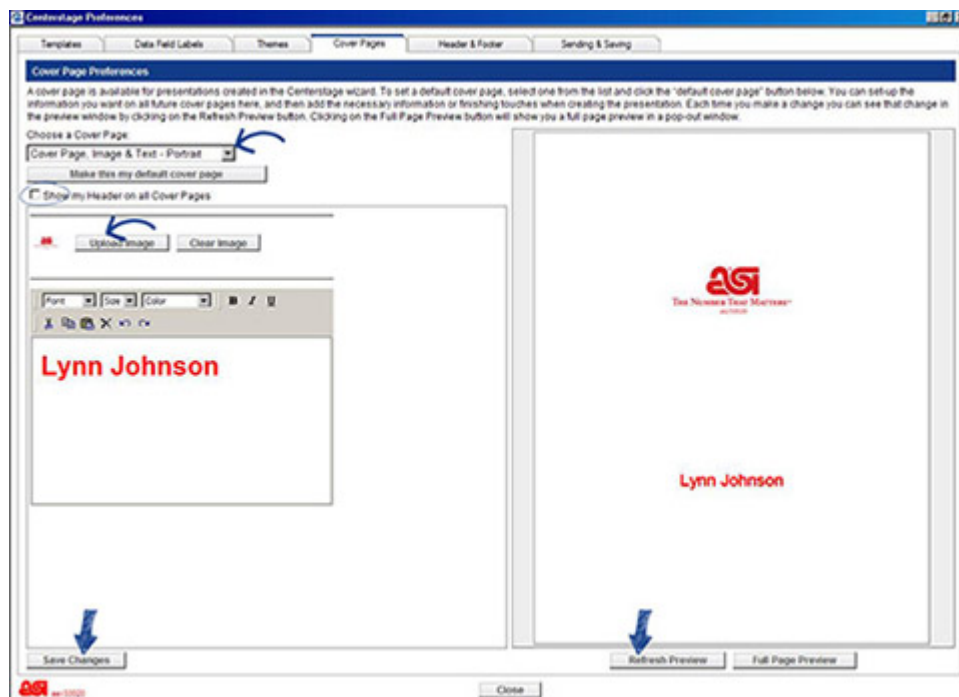 Centerstage Preferences
Templates Data Field Labels Themes Cover Pages Header & Footer Sending & Saving
Cover Page Preferences
A cover page is available for presentations created in the Centerstage wizard. To set a default cover page, select one from the list and click the "default cover page" button below. You can set-up the
information you want on all future cover pages here, and then add the necessary information or finishing touches when creating the presentation. Each time you make a change you can see that change in
the preview window by clicking on the Refresh Preview button. Clicking on the Full Page Preview button will show you a full page preview in a pop-out window.
Choose a Cover Page:
Cover Page, Image & Text - Portrait
Make this my default cover page
Show my Header on all Cover Pages
Upload Image Clear Image
Font Size Color B I U
Lynn Johnson
asi
The Number That Matters
Lynn Johnson
Save Changes Refresh Preview Full Page Preview
asi
Close